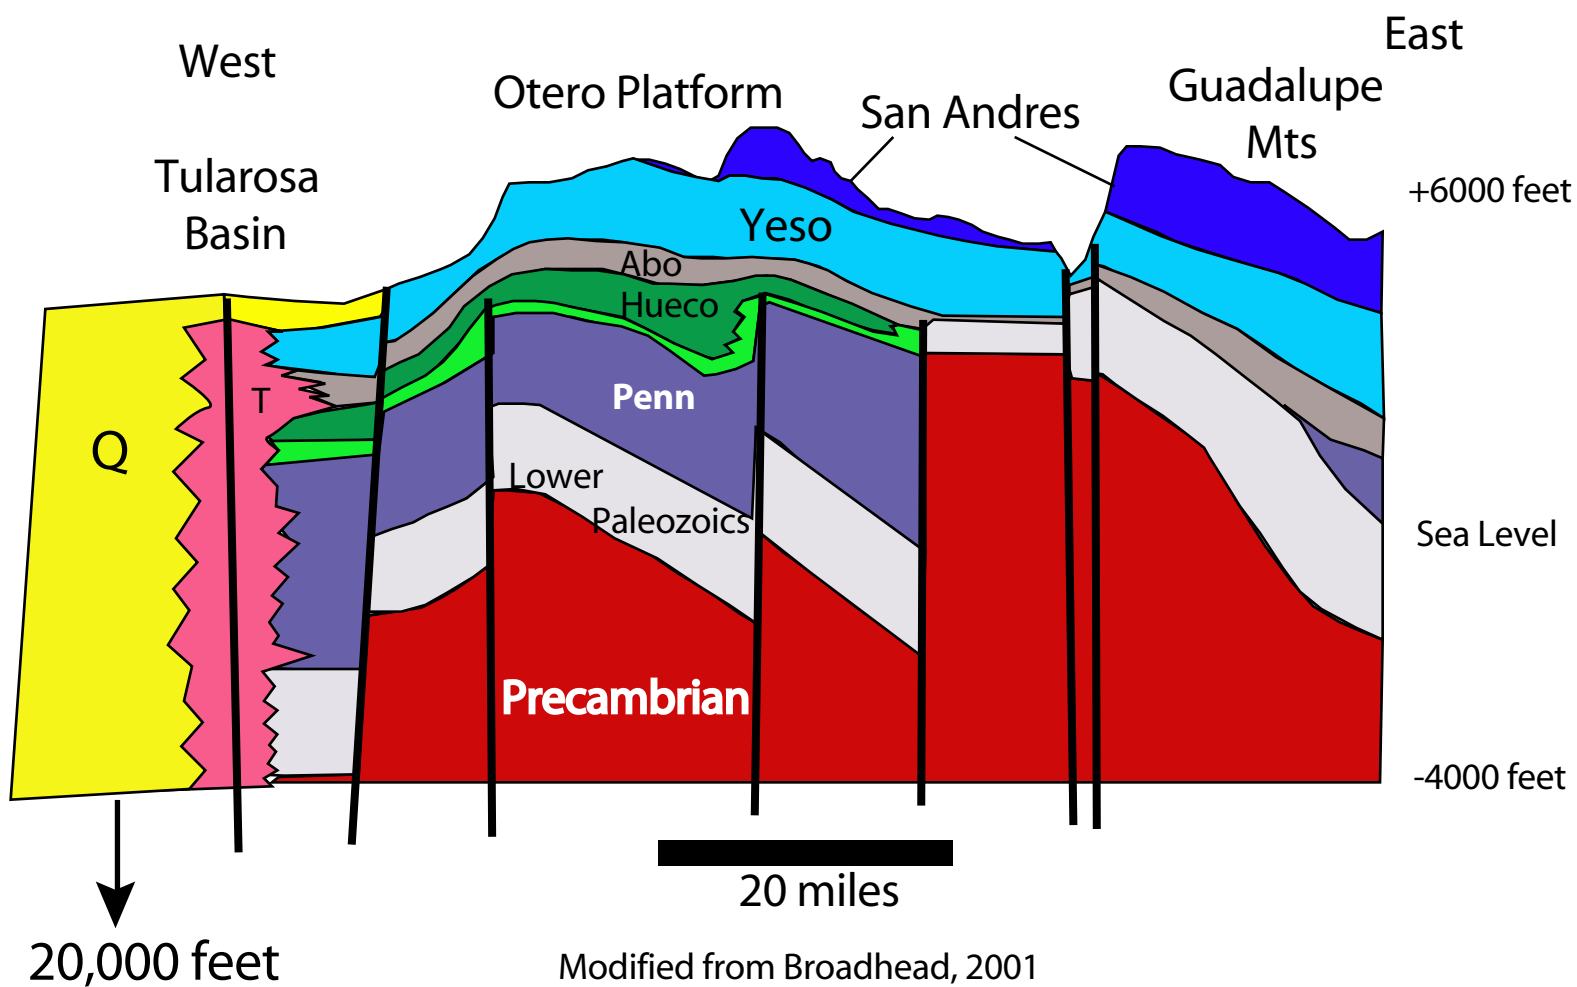 West
East
Otero Platform
San Andres
Guadalupe
Mts
Tularosa
Basin
+6000 feet
Yeso
Abo
Hueco
T
Penn
Q
Lower
Paleozoics
Sea Level
Precambrian
-4000 feet
20 miles
20,000 feet
Modified from Broadhead, 2001